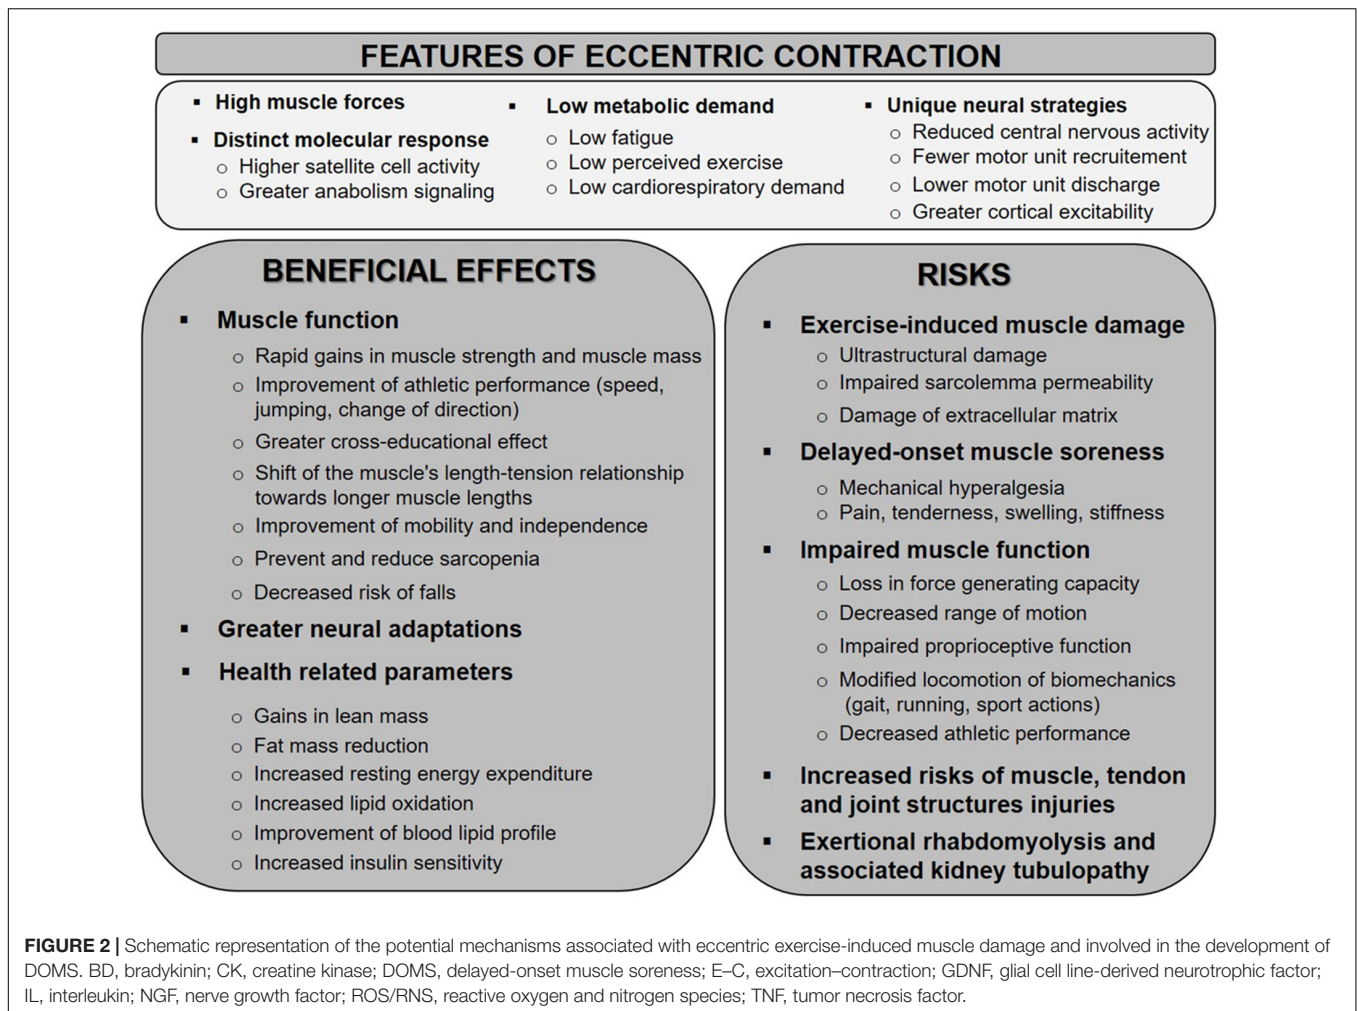 FEATURES OF ECCENTRIC CONTRACTION
▪ High muscle forces
▪ Distinct molecular response
o Higher satellite cell activity
o Greater anabolism signaling
▪ Low metabolic demand
o Low fatigue
o Low perceived exercise
o Low cardiorespiratory demand
▪ Unique neural strategies
o Reduced central nervous activity
o Fewer motor unit recruitement
o Lower motor unit discharge
o Greater cortical excitability
BENEFICIAL EFFECTS
▪ Muscle function
o Rapid gains in muscle strength and muscle mass
o Improvement of athletic performance (speed,
jumping, change of direction)
o Greater cross-educational effect
o Shift of the muscle's length-tension relationship
towards longer muscle lengths
o Improvement of mobility and independence
o Prevent and reduce sarcopenia
o Decreased risk of falls
▪ Greater neural adaptations
▪ Health related parameters
o Gains in lean mass
o Fat mass reduction
o Increased resting energy expenditure
o Increased lipid oxidation
o Improvement of blood lipid profile
o Increased insulin sensitivity
RISKS
▪ Exercise-induced muscle damage
o Ultrastructural damage
o Impaired sarcolemma permeability
o Damage of extracellular matrix
▪ Delayed-onset muscle soreness
o Mechanical hyperalgesia
o Pain, tenderness, swelling, stiffness
▪ Impaired muscle function
o Loss in force generating capacity
o Decreased range of motion
o Impaired proprioceptive function
o Modified locomotion of biomechanics
(gait, running, sport actions)
o Decreased athletic performance
▪ Increased risks of muscle, tendon
and joint structures injuries
▪ Exertional rhabdomyolysis and
associated kidney tubulopathy
FIGURE 2 | Schematic representation of the potential mechanisms associated with eccentric exercise-induced muscle damage and involved in the development of
DOMS. BD, bradykinin; CK, creatine kinase; DOMS, delayed-onset muscle soreness; E–C, excitation–contraction; GDNF, glial cell line-derived neurotrophic factor;
IL, interleukin; NGF, nerve growth factor; ROS/RNS, reactive oxygen and nitrogen species; TNF, tumor necrosis factor.